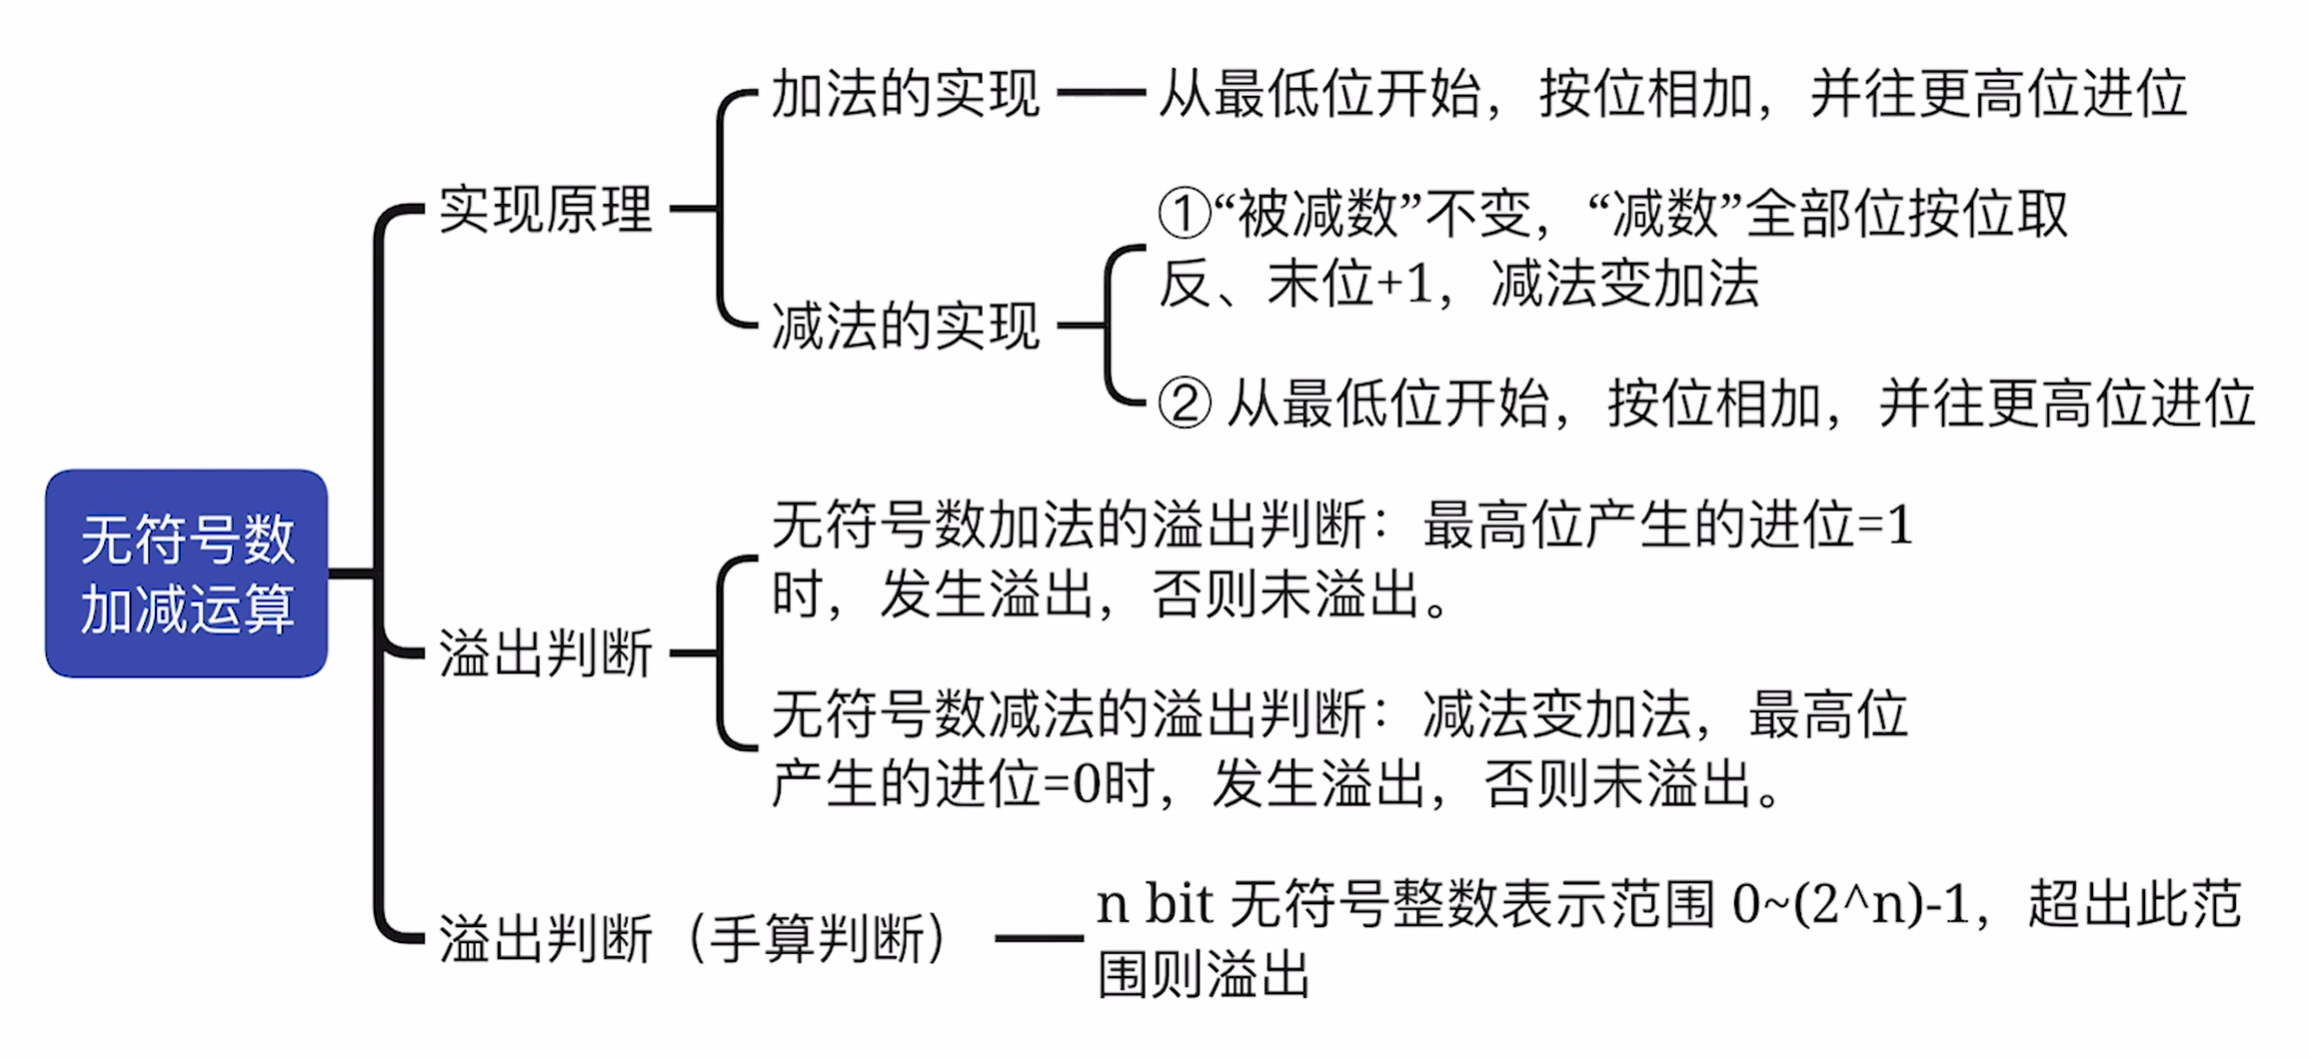 无符号数
加减运算
实现原理
加法的实现
从最低位开始，按位相加，并往更高位进位
减法的实现
①“被减数”不变，“减数”全部位按位取
反、末位+1，减法变加法
② 从最低位开始，按位相加，并往更高位进位
溢出判断
无符号数加法的溢出判断：最高位产生的进位=1
时，发生溢出，否则未溢出。
无符号数减法的溢出判断：减法变加法，最高位
产生的进位=0时，发生溢出，否则未溢出。
溢出判断（手算判断）
n bit 无符号整数表示范围 0~(2^n)-1，超出此范
围则溢出